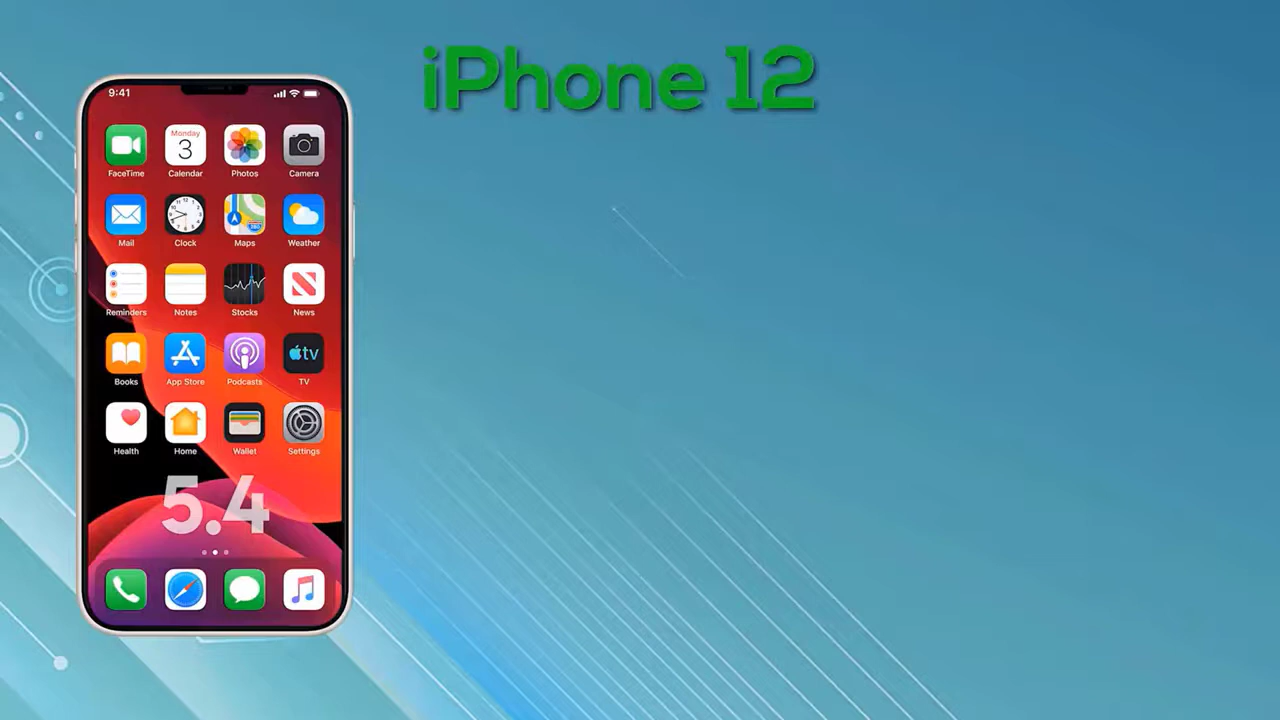 iPhone 12
9:41
FaceTime
Monday
3
Calendar
Photos
Camera
Mail
Clock
Maps
Weather
Reminders
Notes
Stocks
News
Books
App Store
Podcasts
tv
TV
Health
Home
Wallet
Settings
5.4